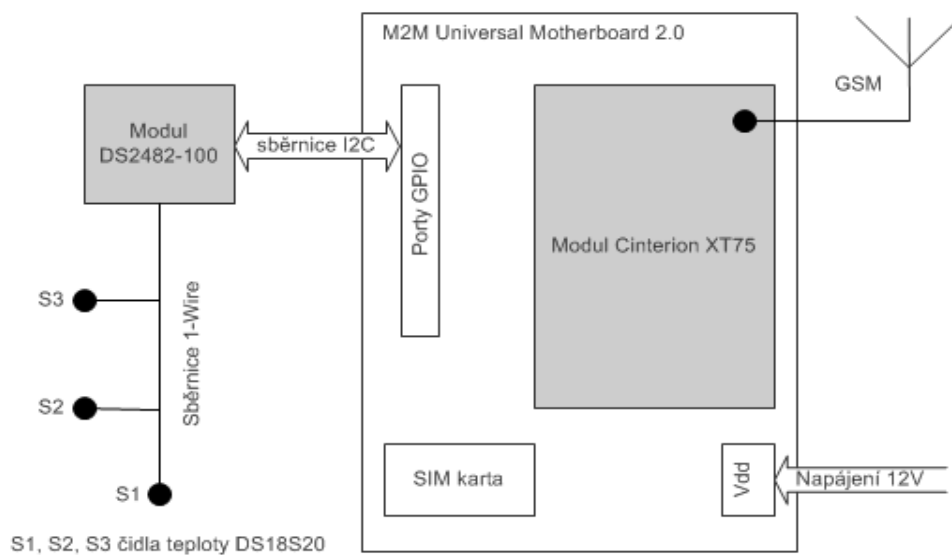 M2M Universal Motherboard 2.0
GSM
Modul
DS2482-100
sběrnice I2C
Porty GPIO
Modul Cinterion XT75
S3
Sběrnice 1-Wire
S2
S1
SIM karta
Vdd
Napájení 12V
S1, S2, S3 čidla teploty DS18S20